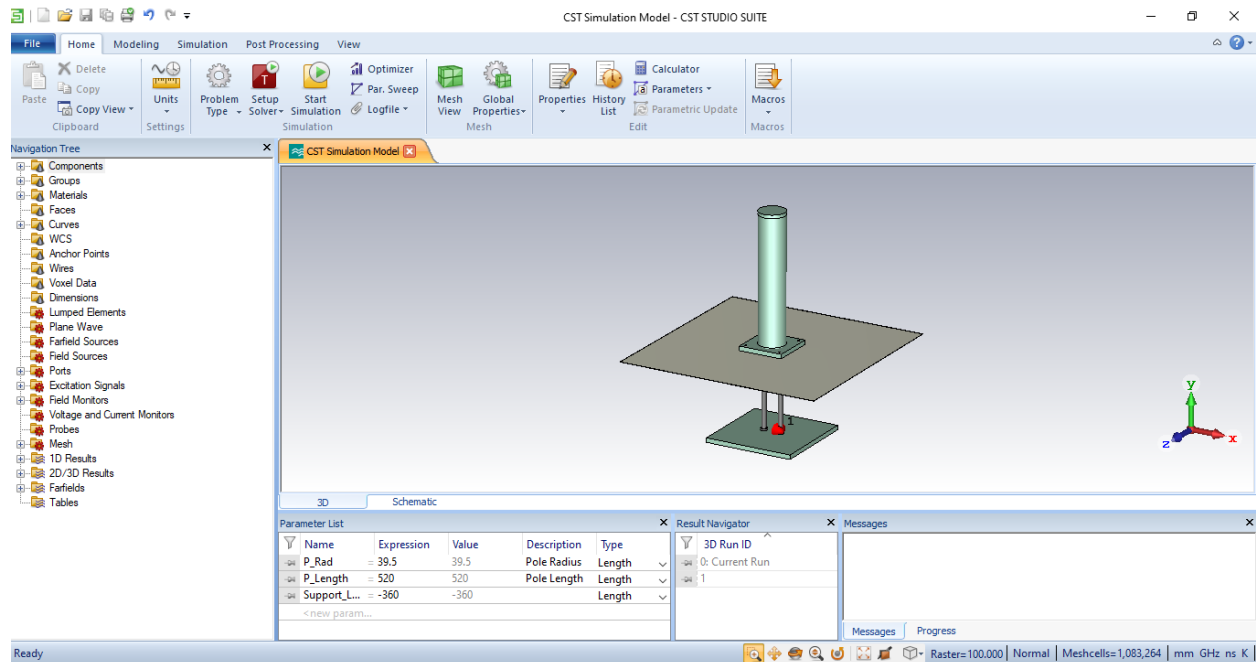 CST Simulation Model - CST STUDIO SUITE
File Home Modeling Simulation Post Processing View
Paste
Delete
Copy
Copy View
Clipboard
Units
Settings
Problem Type
Setup Solver
Start Simulation
Optimizer
Par. Sweep
Logfile
Simulation
Mesh View
Global Properties
Mesh
Properties
History List
Calculator
Parameters
Parametric Update
Edit
Macros
Macros
Navigation Tree
Components
Groups
Materials
Faces
Curves
WCS
Anchor Points
Wires
Voxel Data
Dimensions
Lumped Elements
Plane Wave
Farfield Sources
Field Sources
Ports
Excitation Signals
Field Monitors
Voltage and Current Monitors
Probes
Mesh
1D Results
2D/3D Results
Farfields
Tables
CST Simulation Model
1
y
x
z
3D Schematic
Parameter List
Name Expression Value Description Type
P_Rad = 39.5 39.5 Pole Radius Length
P_Length = 520 520 Pole Length Length
Support_L... = -360 -360 Length
<new param...
Result Navigator
3D Run ID
0: Current Run
1
Messages
Messages Progress
Ready
Raster=100.000 Normal Meshcells=1,083,264 mm GHz ns K